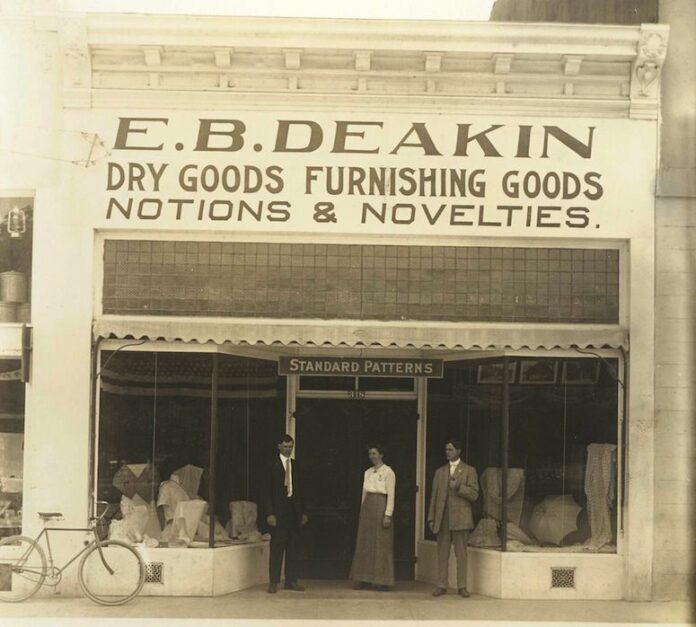 E.B.DEAKIN
DRY GOODS FURNISHING GOODS
NOTIONS & NOVELTIES.
STANDARD PATTERNS